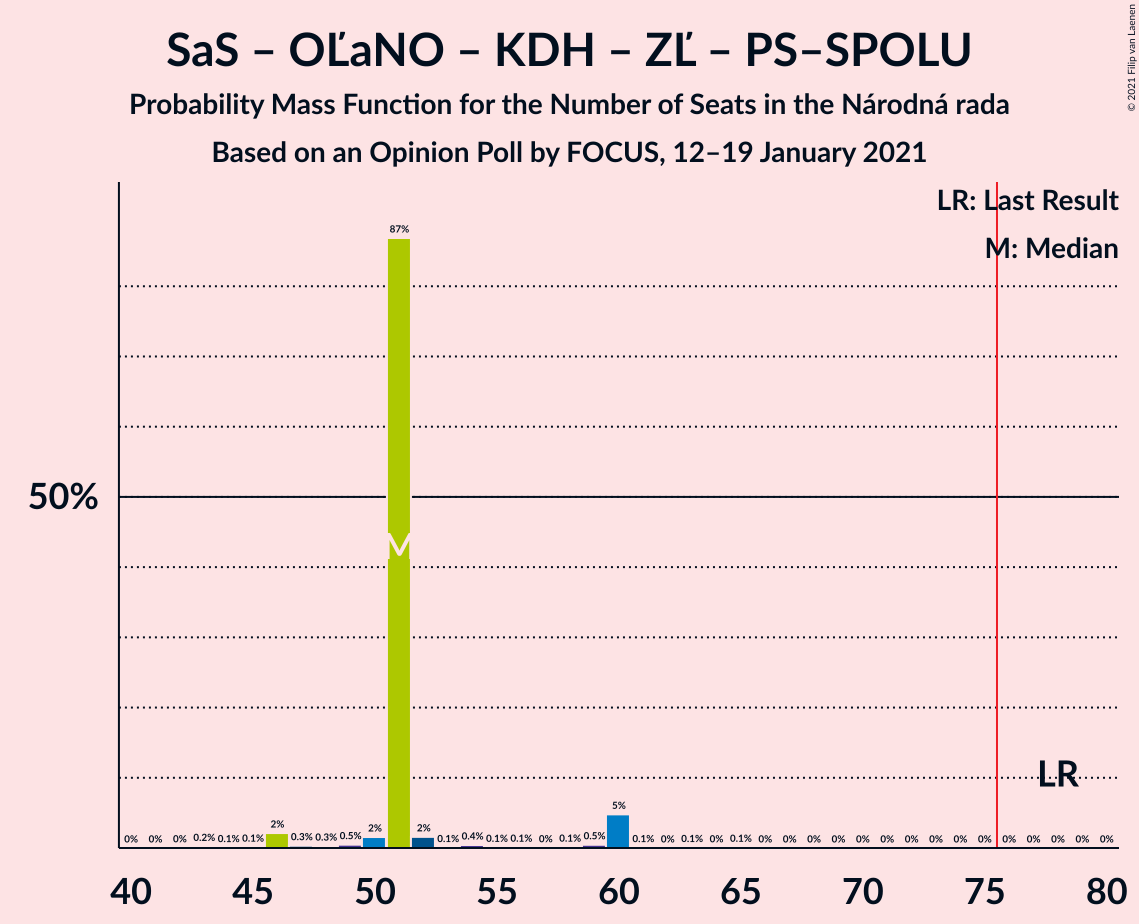 SaS – OĽaNO – KDH – ZĽ – PS–SPOLU
Probability Mass Function for the Number of Seats in the Národná rada
Based on an Opinion Poll by FOCUS, 12–19 January 2021
© 2021 Filip van Laenen
LR: Last Result
M: Median
87%
50%
M
LR
0% 0% 0% 0.2% 0.1% 0.1% 2% 0.3% 0.3% 0.5% 2% 2% 0.1% 0.4% 0.1% 0.1% 0% 0.1% 0.5% 5% 0.1% 0% 0.1% 0% 0.1% 0% 0% 0% 0% 0% 0% 0% 0% 0% 0% 0% 0% 0% 0% 0%
40 45 50 55 60 65 70 75 80